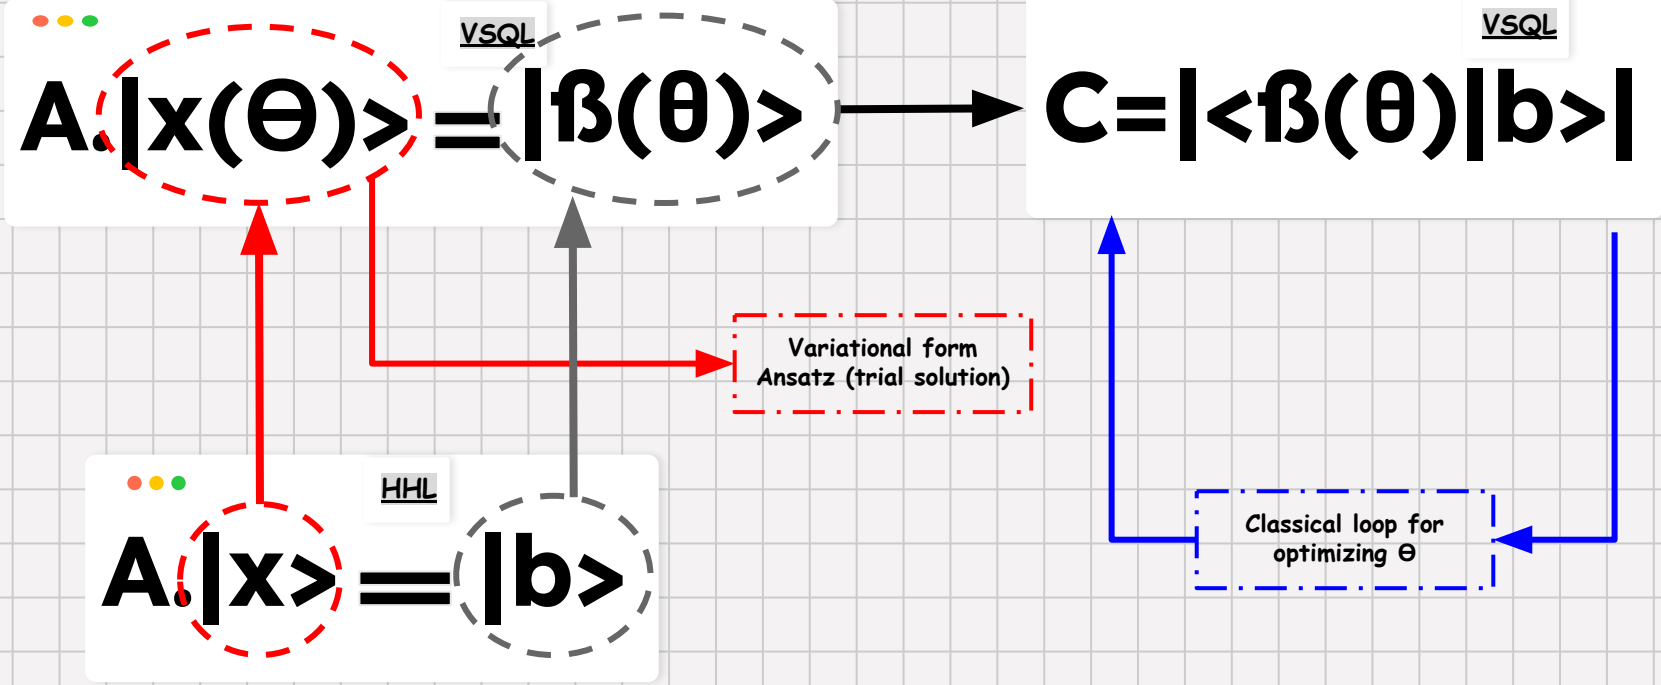 VSQL
A.|x(Ɵ)>=|ß(θ)>
VSQL
C=|<ß(θ)|b>|
Variational form
Ansatz (trial solution)
HHL
A.|x>=|b>
Classical loop for
optimizing Ɵ